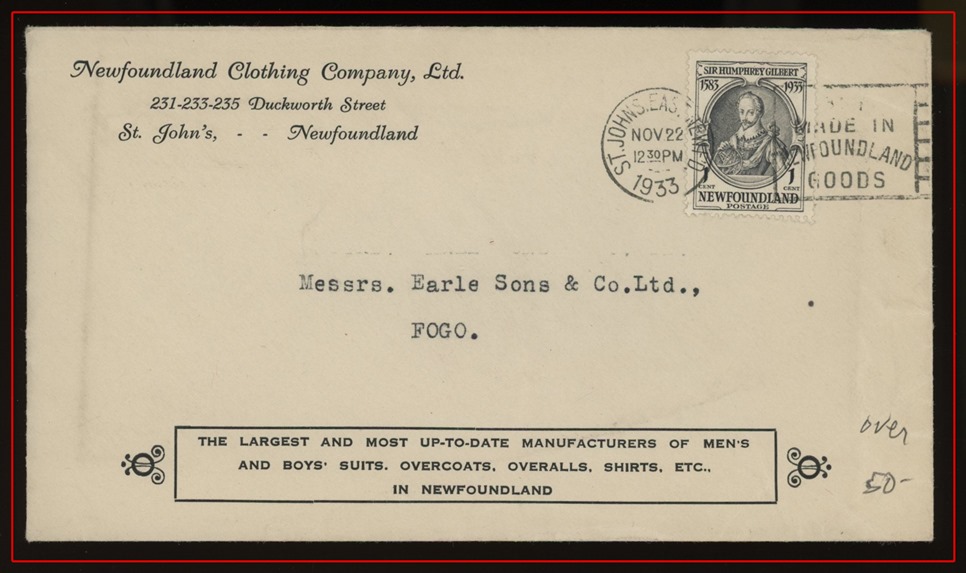 Newfoundland Clothing Company, Ltd.
231-233-235 Duckworth Street
St. John's, - - Newfoundland
ST. JOHNS. EAS
NOV 22
12 30 PM
1933
SIR HUMPHREY GILBERT
1583 1933
1 CENT 1 CENT
NEWFOUNDLAND
POSTAGE
MADE IN
NEWFOUNDLAND
GOODS
Messrs. Earle Sons & Co.Ltd.,
FOGO.
over
50-
THE LARGEST AND MOST UP-TO-DATE MANUFACTURERS OF MEN'S
AND BOYS' SUITS. OVERCOATS. OVERALLS, SHIRTS, ETC.,
IN NEWFOUNDLAND